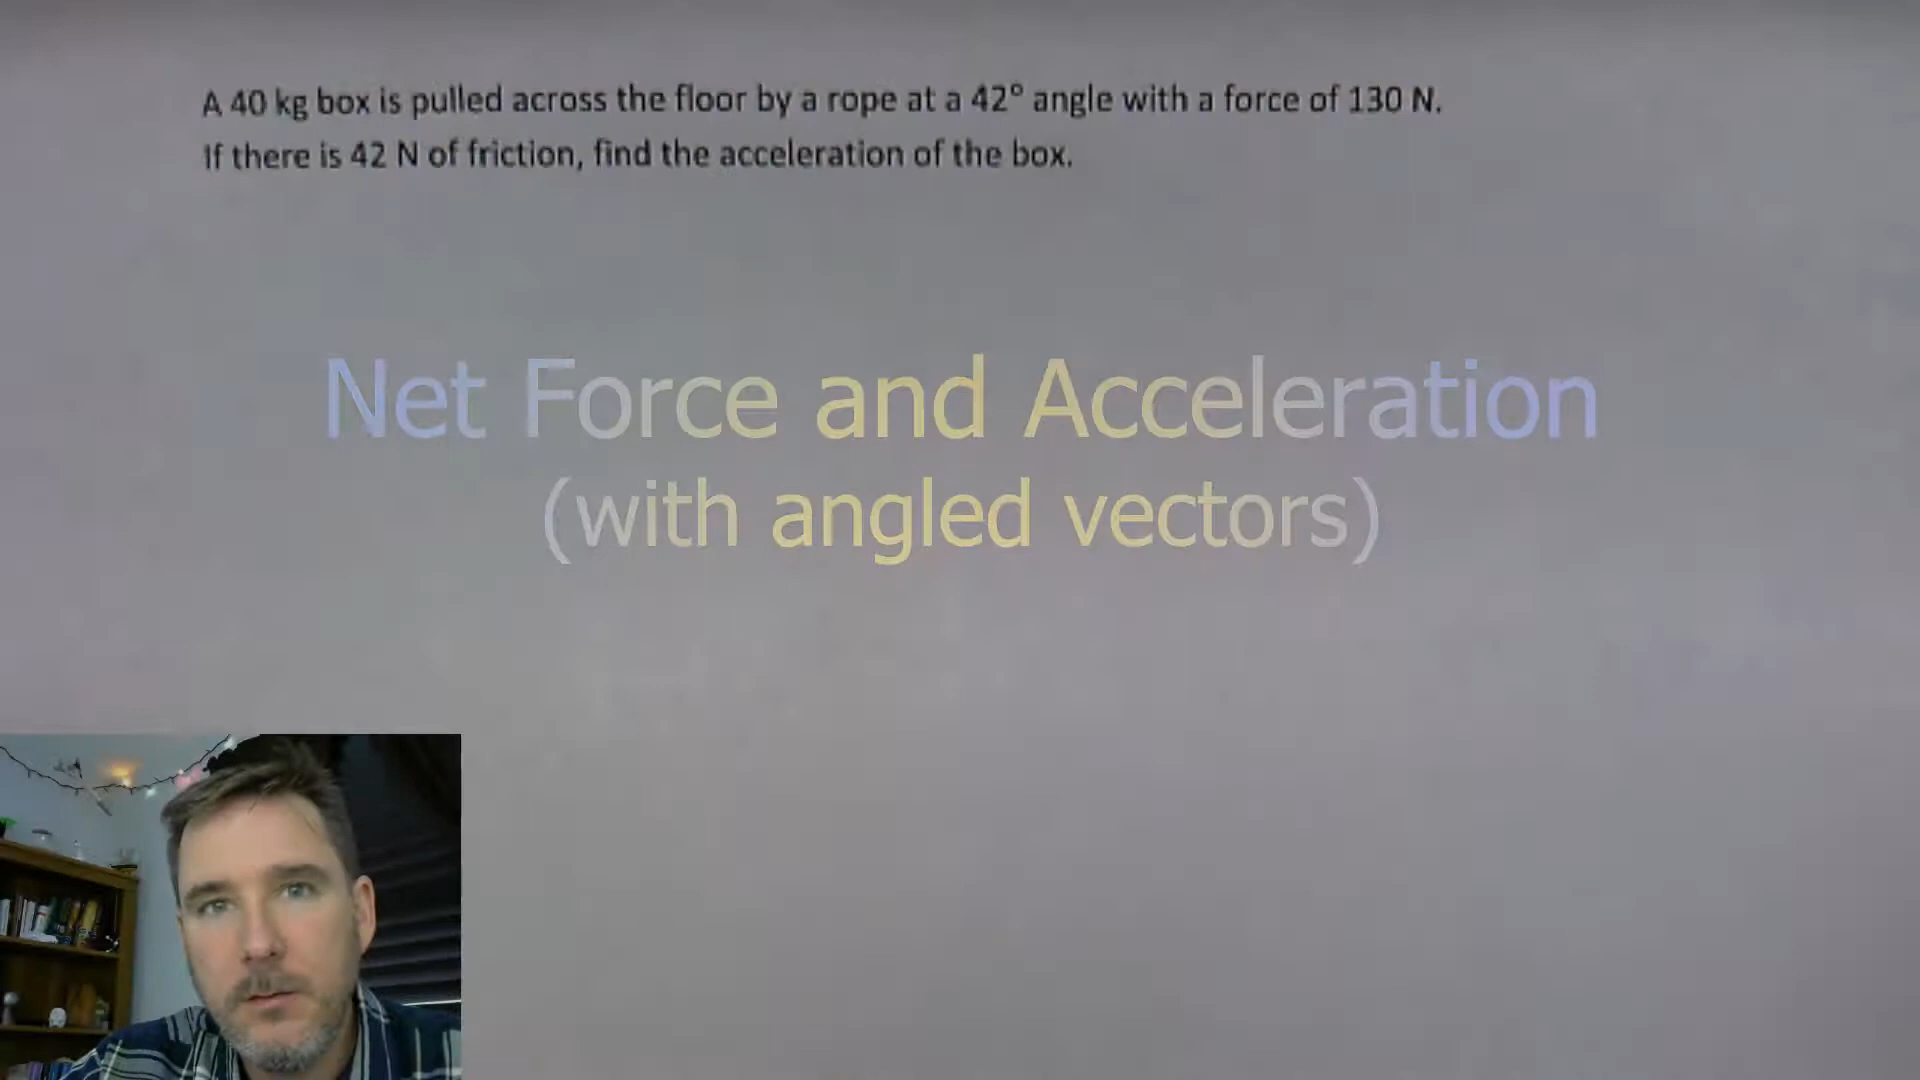 A 40 kg box is pulled across the floor by a rope at a 42° angle with a force of 130 N.
If there is 42 N of friction, find the acceleration of the box.
Net Force and Acceleration
(with angled vectors)